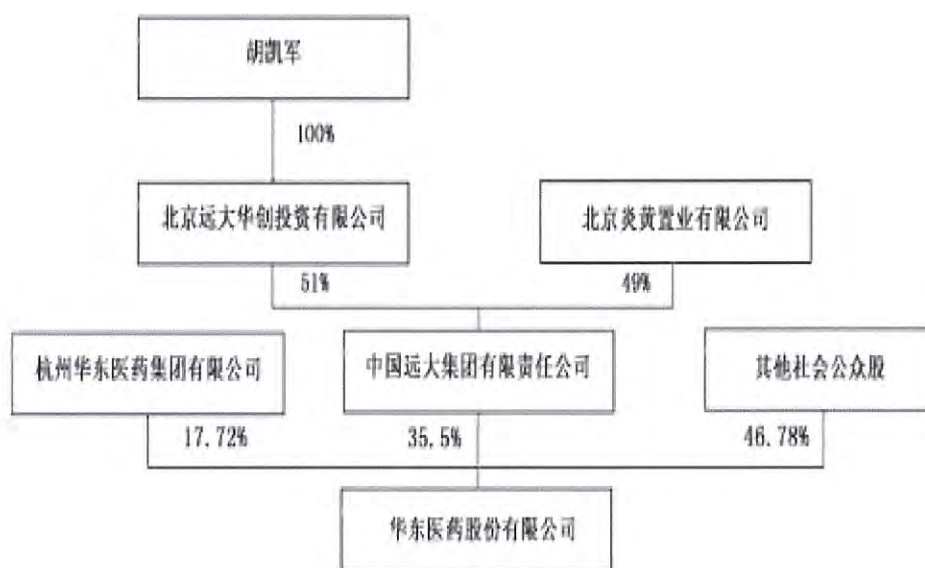 胡凯军
100%
北京远大华创投资有限公司
北京炎黄置业有限公司
51%
49%
杭州华东医药集团有限公司
中国远大集团有限责任公司
其他社会公众股
17.72%
35.5%
46.78%
华东医药股份有限公司